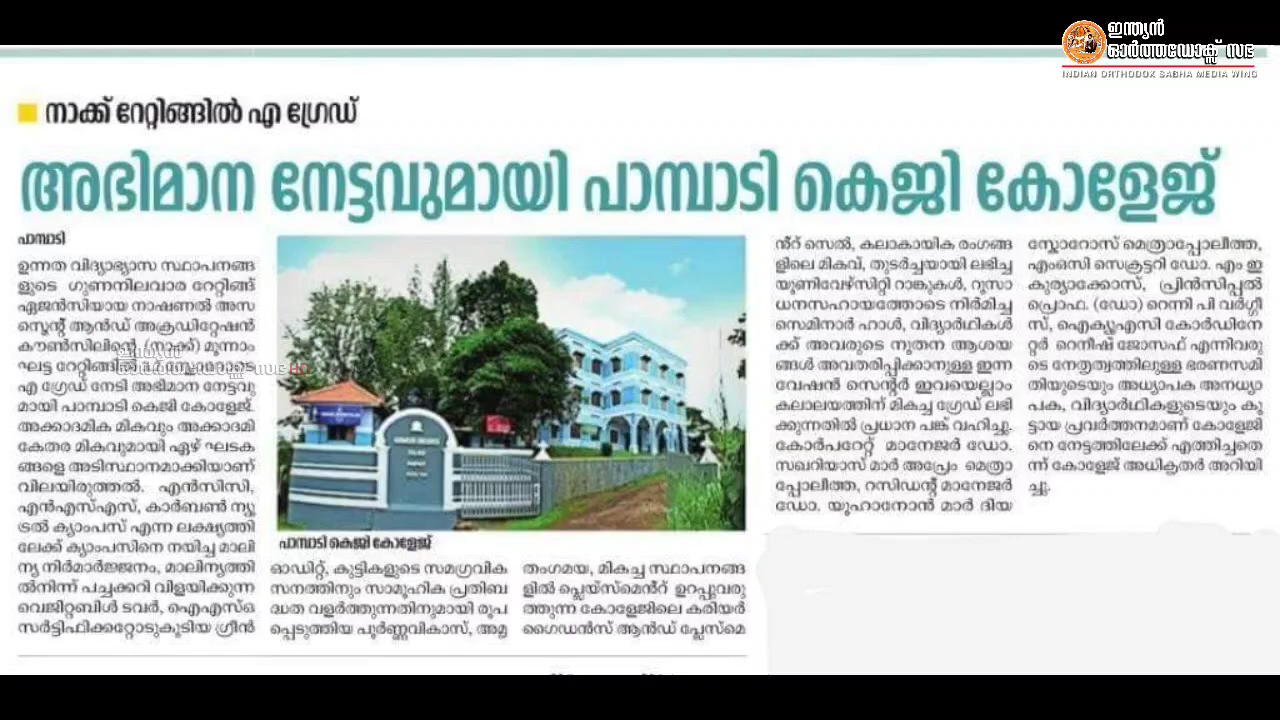 ഇന്ത്യൻ
ഓർത്തഡോക്സ് സഭ
INDIAN ORTHODOX SABHA MEDIA WING
നാക്ക് റേറ്റിങ്ങിൽ എ ഗ്രേഡ്
അഭിമാന നേട്ടവുമായി പാമ്പാടി കെജി കോളേജ്
പാമ്പാടി
ഉന്നത വിദ്യാഭ്യാസ സ്ഥാപനങ്ങ
ളുടെ ഗുണനിലവാര റേറ്റിങ്ങ്
ഏജൻസിയായ നാഷണൽ അസ
സ്മെന്റ് ആൻഡ് അക്രഡിറ്റേഷൻ
കൗൺസിലിന്റെ (നാക്ക്) മൂന്നാം
ഘട്ട റേറ്റിങ്ങിൽ
എ ഗ്രേഡ് നേടി അഭിമാന നേട്ടവു
മായി പാമ്പാടി കെജി കോളേജ്.
അക്കാദമിക മികവും അക്കാദമി
കേതര മികവുമായി ഏഴ് ഘടക
ങ്ങളെ അടിസ്ഥാനമാക്കിയാണ്
വിലയിരുത്തൽ. എൻസിസി,
എൻഎസ്എസ്, കാർബൺ ന്യൂ
ട്രൽ ക്യാംപസ് എന്ന ലക്ഷ്യത്തി
ലേക്ക് ക്യാംപസിനെ നയിച്ച മാലി
ന്യ നിർമാർജ്ജനം, മാലിന്യത്തി
ൽനിന്ന് പച്ചക്കറി വിളയിക്കുന്ന
വെജിറ്റബിൾ ടവർ, ഐഎസ്ഒ
സർട്ടിഫിക്കറ്റോടുകൂടിയ ഗ്രീൻ
പാമ്പാടി കെജി കോളേജ്
ഓഡിറ്റ്, കുട്ടികളുടെ സമഗ്രവിക
സനത്തിനും സാമൂഹിക പ്രതിബ
ദ്ധത വളർത്തുന്നതിനുമായി രൂപ
പ്പെടുത്തിയ പൂർണ്ണവികാസ്, അമൃ
തംഗമയ, മികച്ച സ്ഥാപനങ്ങ
ളിൽ പ്ലെയ്സ്മെൻറ് ഉറപ്പുവരു
ത്തുന്ന കോളേജിലെ കരിയർ
ഗൈഡൻസ് ആൻഡ് പ്ലേസ്മെ
ൻറ് സെൽ, കലാകായിക രംഗങ്ങ
ളിലെ മികവ്, തുടർച്ചയായി ലഭിച്ച
യൂണിവേഴ്സിറ്റി റാങ്കുകൾ, റൂസാ
ധനസഹായത്തോടെ നിർമിച്ച
സെമിനാർ ഹാൾ, വിദ്യാർഥികൾ
ക്ക് അവരുടെ നൂതന ആശയ
ങ്ങൾ അവതരിപ്പിക്കാനുള്ള ഇന്ന
വേഷൻ സെന്റർ ഇവയെല്ലാം
കലാലയത്തിന് മികച്ച ഗ്രേഡ് ലഭി
ക്കുന്നതിൽ പ്രധാന പങ്ക് വഹിച്ചു.
കോർപറേറ്റ് മാനേജർ ഡോ.
സഖറിയാസ് മാർ അപ്രേം മെത്രാ
പ്പോലീത്ത, റസിഡന്റ് മാനേജർ
ഡോ. യൂഹാനോൻ മാർ ദിയ
സ്കോറോസ് മെത്രാപ്പോലീത്ത,
എംഒസി സെക്രട്ടറി ഡോ. എം ഇ
കുര്യാക്കോസ്, പ്രിൻസിപ്പൽ
പ്രൊഫ. (ഡോ) റെന്നി പി വർഗ്ഗീ
സ്, ഐക്യൂഎസി കോർഡിനേ
റ്റർ റെനീഷ് ജോസഫ് എന്നിവരു
ടെ നേതൃത്വത്തിലുള്ള ഭരണസമി
തിയുടെയും അധ്യാപക അനധ്യാ
പക, വിദ്യാർഥികളുടെയും കൂ
ട്ടായ പ്രവർത്തനമാണ് കോളേജി
നെ നേട്ടത്തിലേക്ക് എത്തിച്ചതെ
ന്ന് കോളേജ് അധികൃതർ അറിയി
ച്ചു.